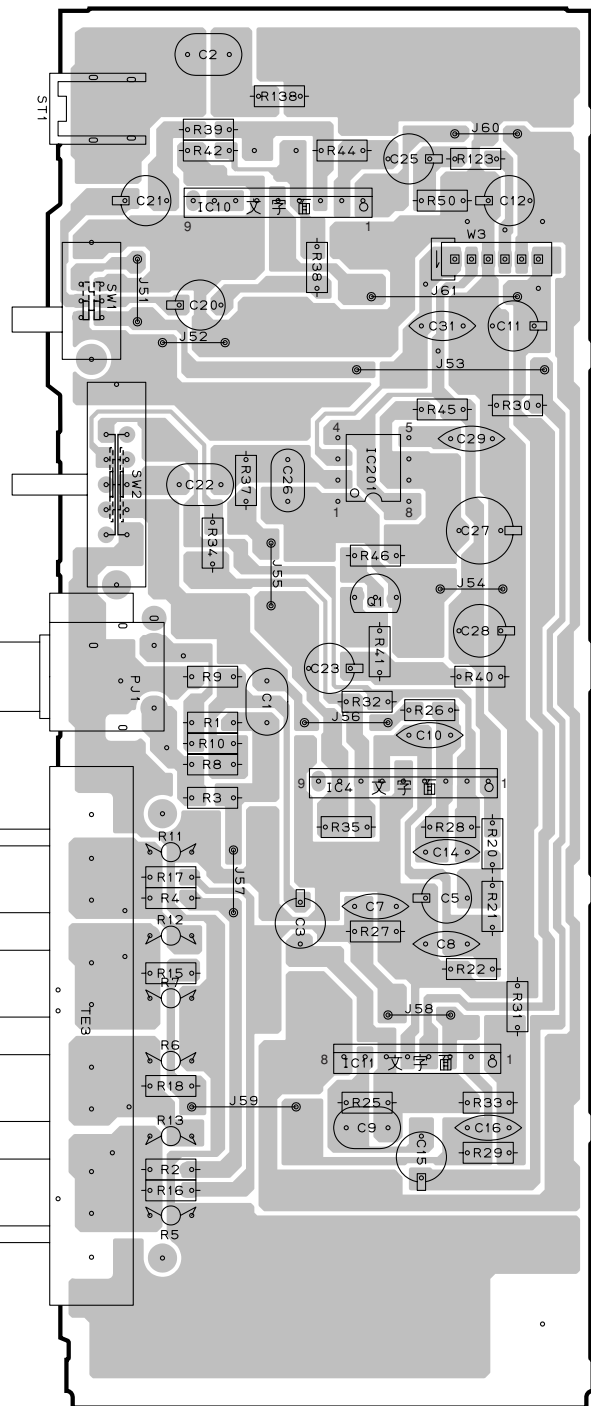 C2
R138
ST1
R39
R42
R44
J60
C25
R123
C21
IC10 文字面
9
1
R50
C12
W3
J51
SW1
R38
C20
J61
J52
C31
C11
J53
R45
R30
4
5
IC201
C29
SW2
R37
C26
C22
1
8
R34
C27
R46
J55
J54
Q1
C28
R41
C23
PJ1
R9
C1
R40
R32
R26
R1
J56
C10
R10
R8
9
IC4 文字面
1
R3
R35
R28
R20
R11
C14
J57
R17
R4
C5
R21
C7
R12
C3
R27
C8
R15
R22
R7
R31
TE3
J58
R6
8
IC11 文字面
1
R18
J59
R25
R33
R13
C9
C16
C15
R29
R2
R16
R5